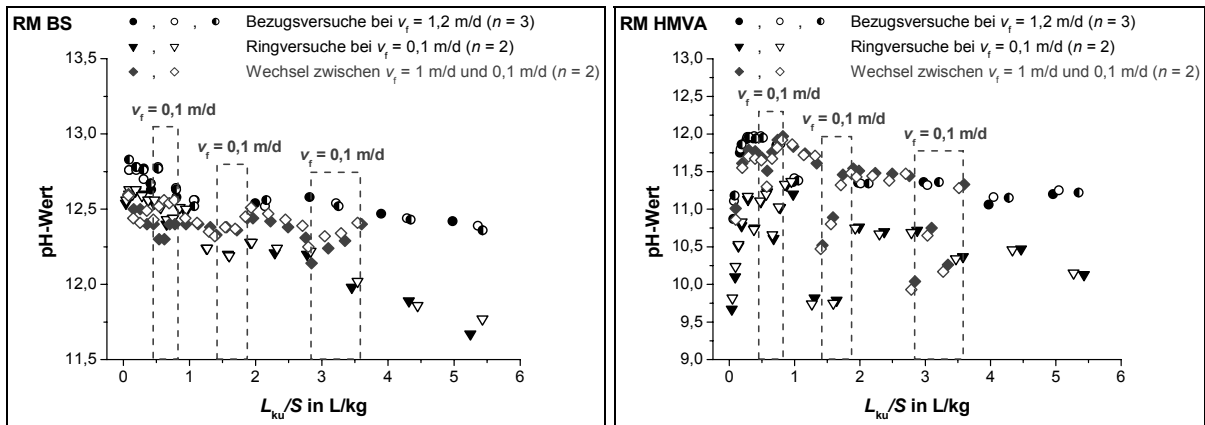 RM BS
, , Bezugsversuche bei vf = 1,2 m/d (n = 3)
, Ringversuche bei vf = 0,1 m/d (n = 2)
, Wechsel zwischen vf = 1 m/d und 0,1 m/d (n = 2)
13,5
13,0
12,5
12,0
11,5
pH-Wert
vf = 0,1 m/d
vf = 0,1 m/d
vf = 0,1 m/d
0 1 2 3 4 5 6
Lku/S in L/kg
RM HMVA
, , Bezugsversuche bei vf = 1,2 m/d (n = 3)
, Ringversuche bei vf = 0,1 m/d (n = 2)
, Wechsel zwischen vf = 1 m/d und 0,1 m/d (n = 2)
13,0
12,5
12,0
11,5
11,0
10,5
10,0
9,5
9,0
pH-Wert
vf = 0,1 m/d
vf = 0,1 m/d
vf = 0,1 m/d
0 1 2 3 4 5 6
Lku/S in L/kg